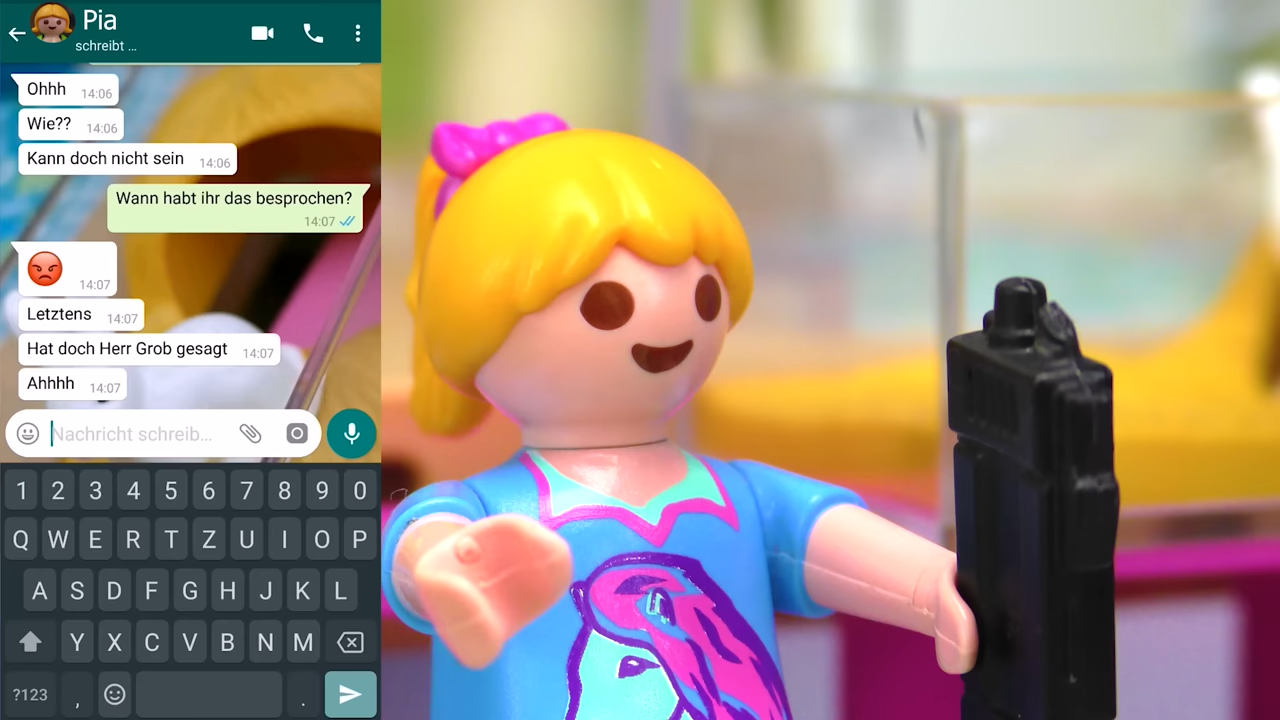 Pia
schreibt ...
Ohhh 14:06
Wie?? 14:06
Kann doch nicht sein 14:06
Wann habt ihr das besprochen?
14:07
14:07
Letztens 14:07
Hat doch Herr Grob gesagt 14:07
Ahhhh 14:07
Nachricht schreib...
1 2 3 4 5 6 7 8 9 0
Q W E R T Z U I O P
A S D F G H J K L
Y X C V B N M
?123 , .